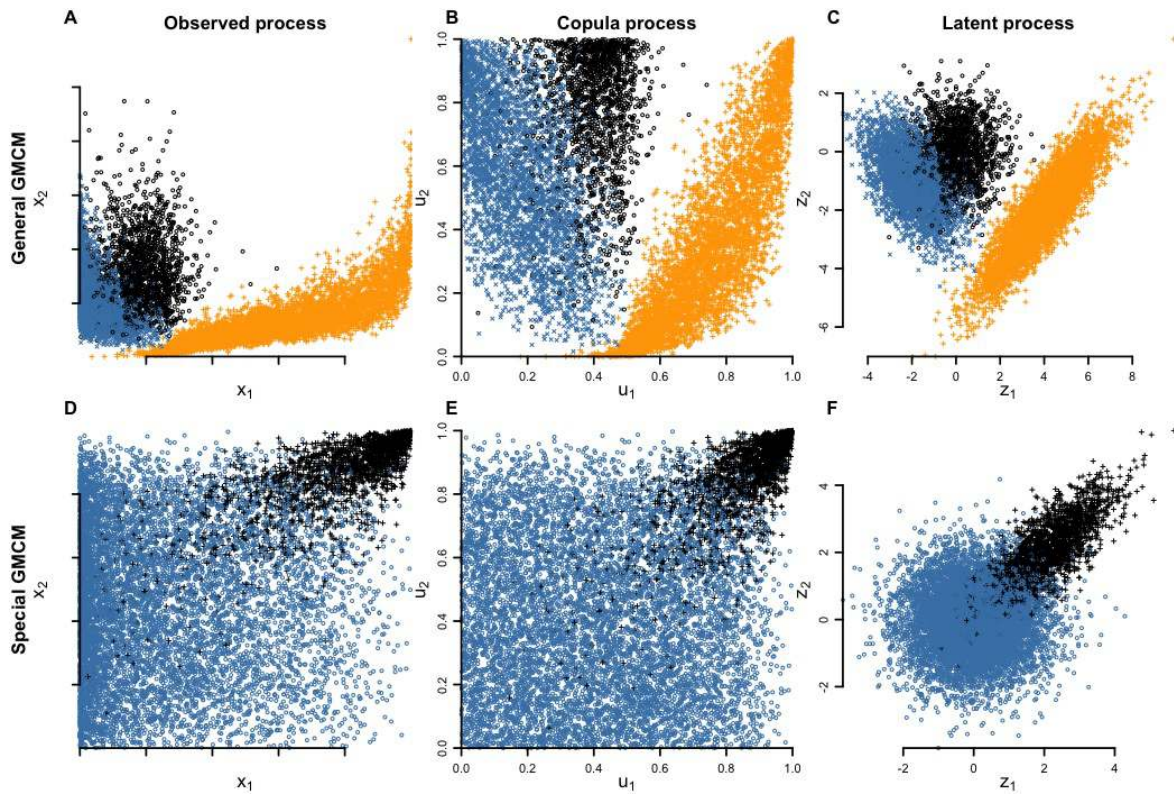 A Observed process B Copula process C Latent process
General GMCM
x2
x1
u2
1.0
0.8
0.6
0.4
0.2
0.0
0.0 0.2 0.4 0.6 0.8 1.0
u1
z2
2
0
-2
-4
-6
-4 -2 0 2 4 6 8
z1
D E F
Special GMCM
x2
x1
u2
1.0
0.8
0.6
0.4
0.2
0.0
0.0 0.2 0.4 0.6 0.8 1.0
u1
z2
4
2
0
-2
-2 0 2 4
z1